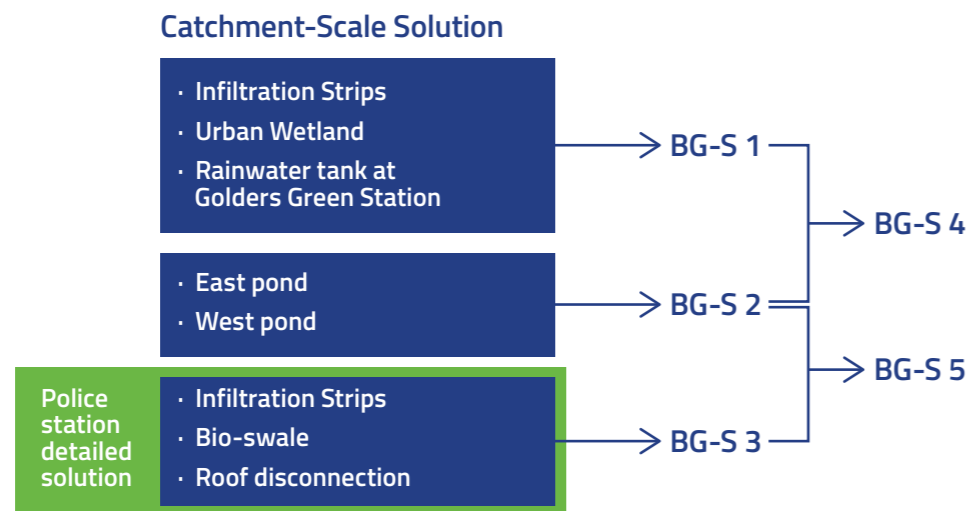 Catchment-Scale Solution
· Infiltration Strips
· Urban Wetland
· Rainwater tank at
Golders Green Station
BG-S 1
BG-S 4
· East pond
· West pond
BG-S 2
BG-S 5
Police
station
detailed
solution
· Infiltration Strips
· Bio-swale
· Roof disconnection
BG-S 3